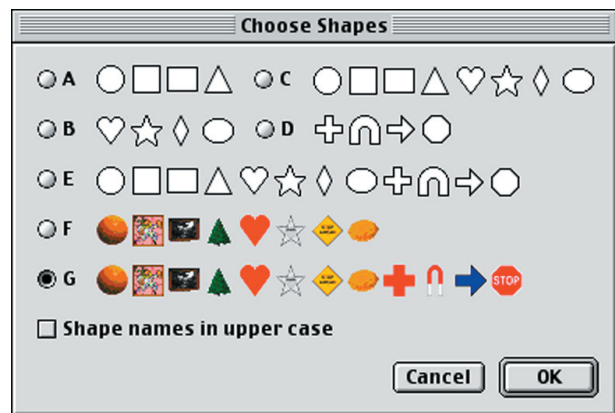 Choose Shapes
A C
B D
E
F
G STOP
Shape names in upper case
Cancel OK